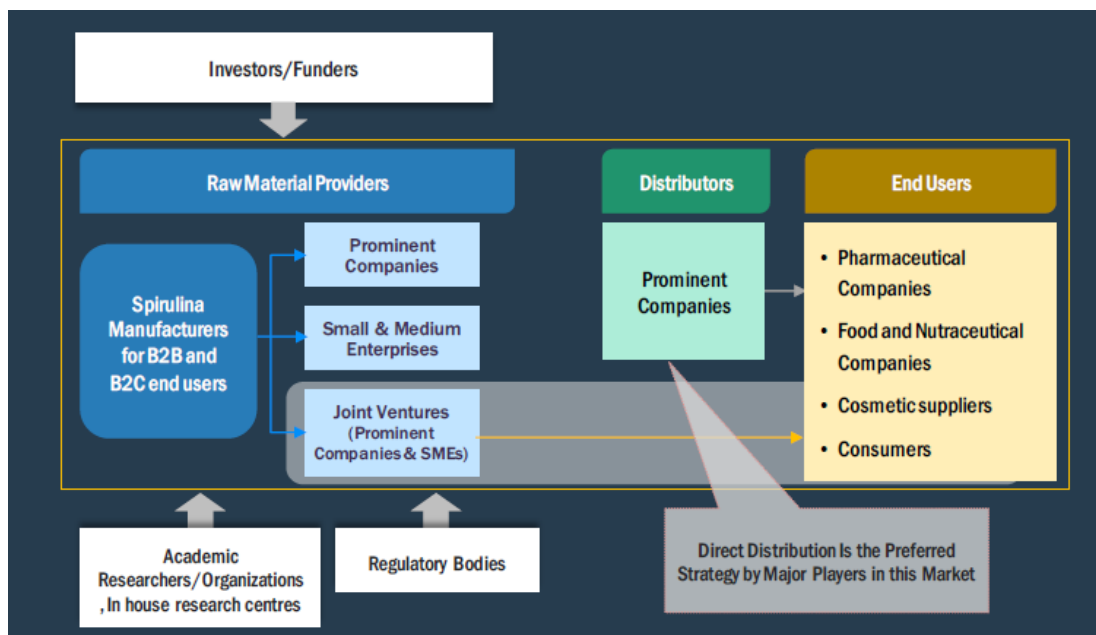 Investors/Funders
Raw Material Providers
Distributors
End Users
Spirulina
Manufacturers
for B2B and
B2C end users
Prominent
Companies
Small & Medium
Enterprises
Joint Ventures
(Prominent
Companies & SMEs)
Prominent
Companies
• Pharmaceutical
Companies
• Food and Nutraceutical
Companies
• Cosmetic suppliers
• Consumers
Academic
Researchers/Organizations
, In house research centres
Regulatory Bodies
Direct Distribution Is the Preferred
Strategy by Major Players in this Market